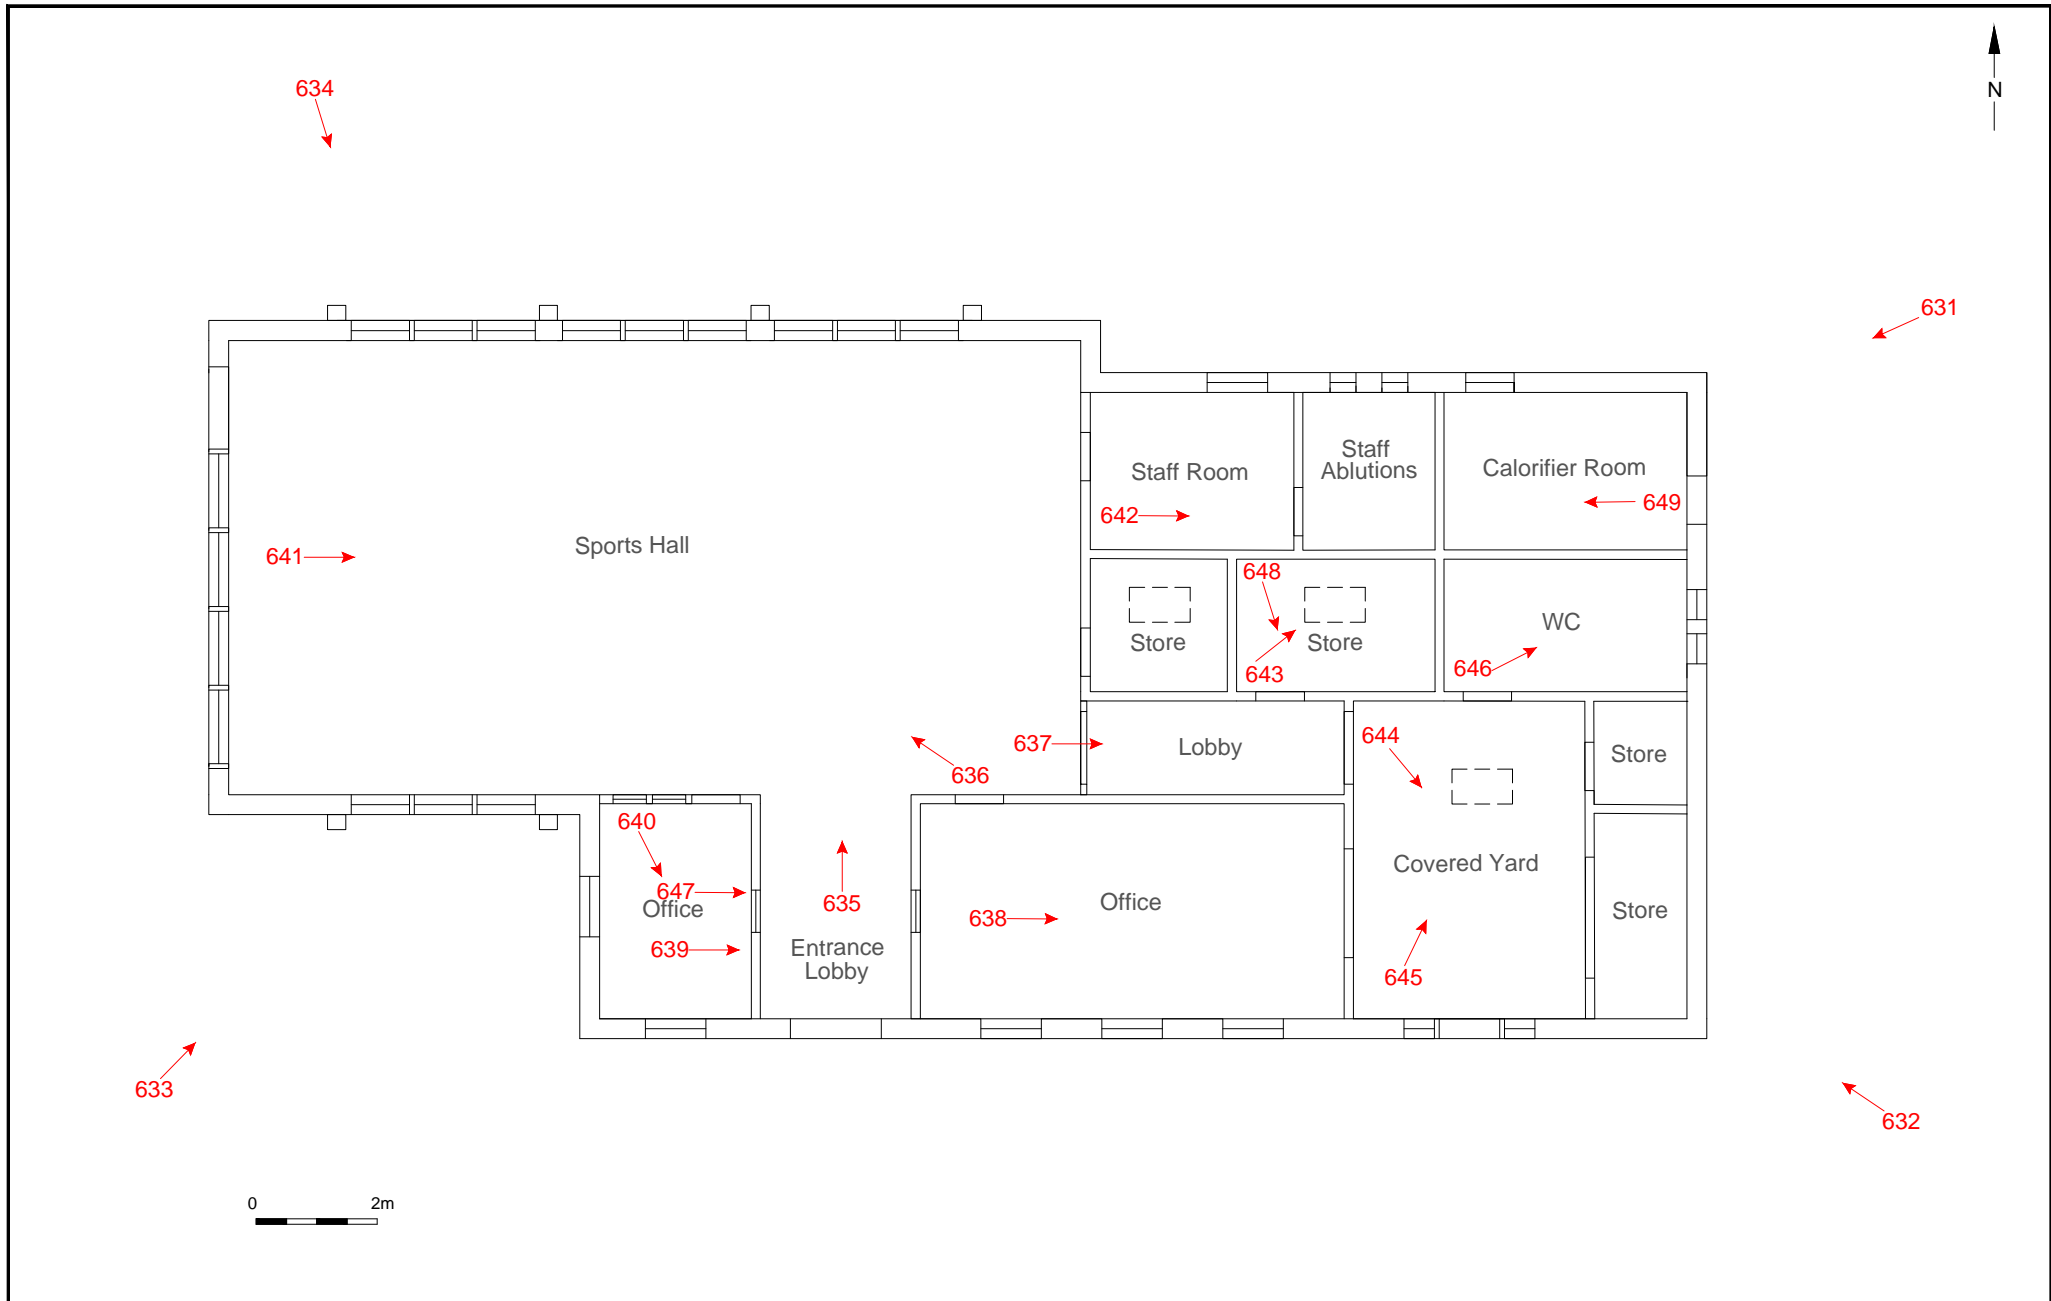 634
N
631
Staff
Ablutions
Staff Room
Calorifier Room
642
649
Sports Hall
641
648
WC
Store
Store
643
646
644
637
Lobby
Store
636
640
Covered Yard
647
635
Office
638
Office
Store
639
Entrance
Lobby
645
633
632
0 2m